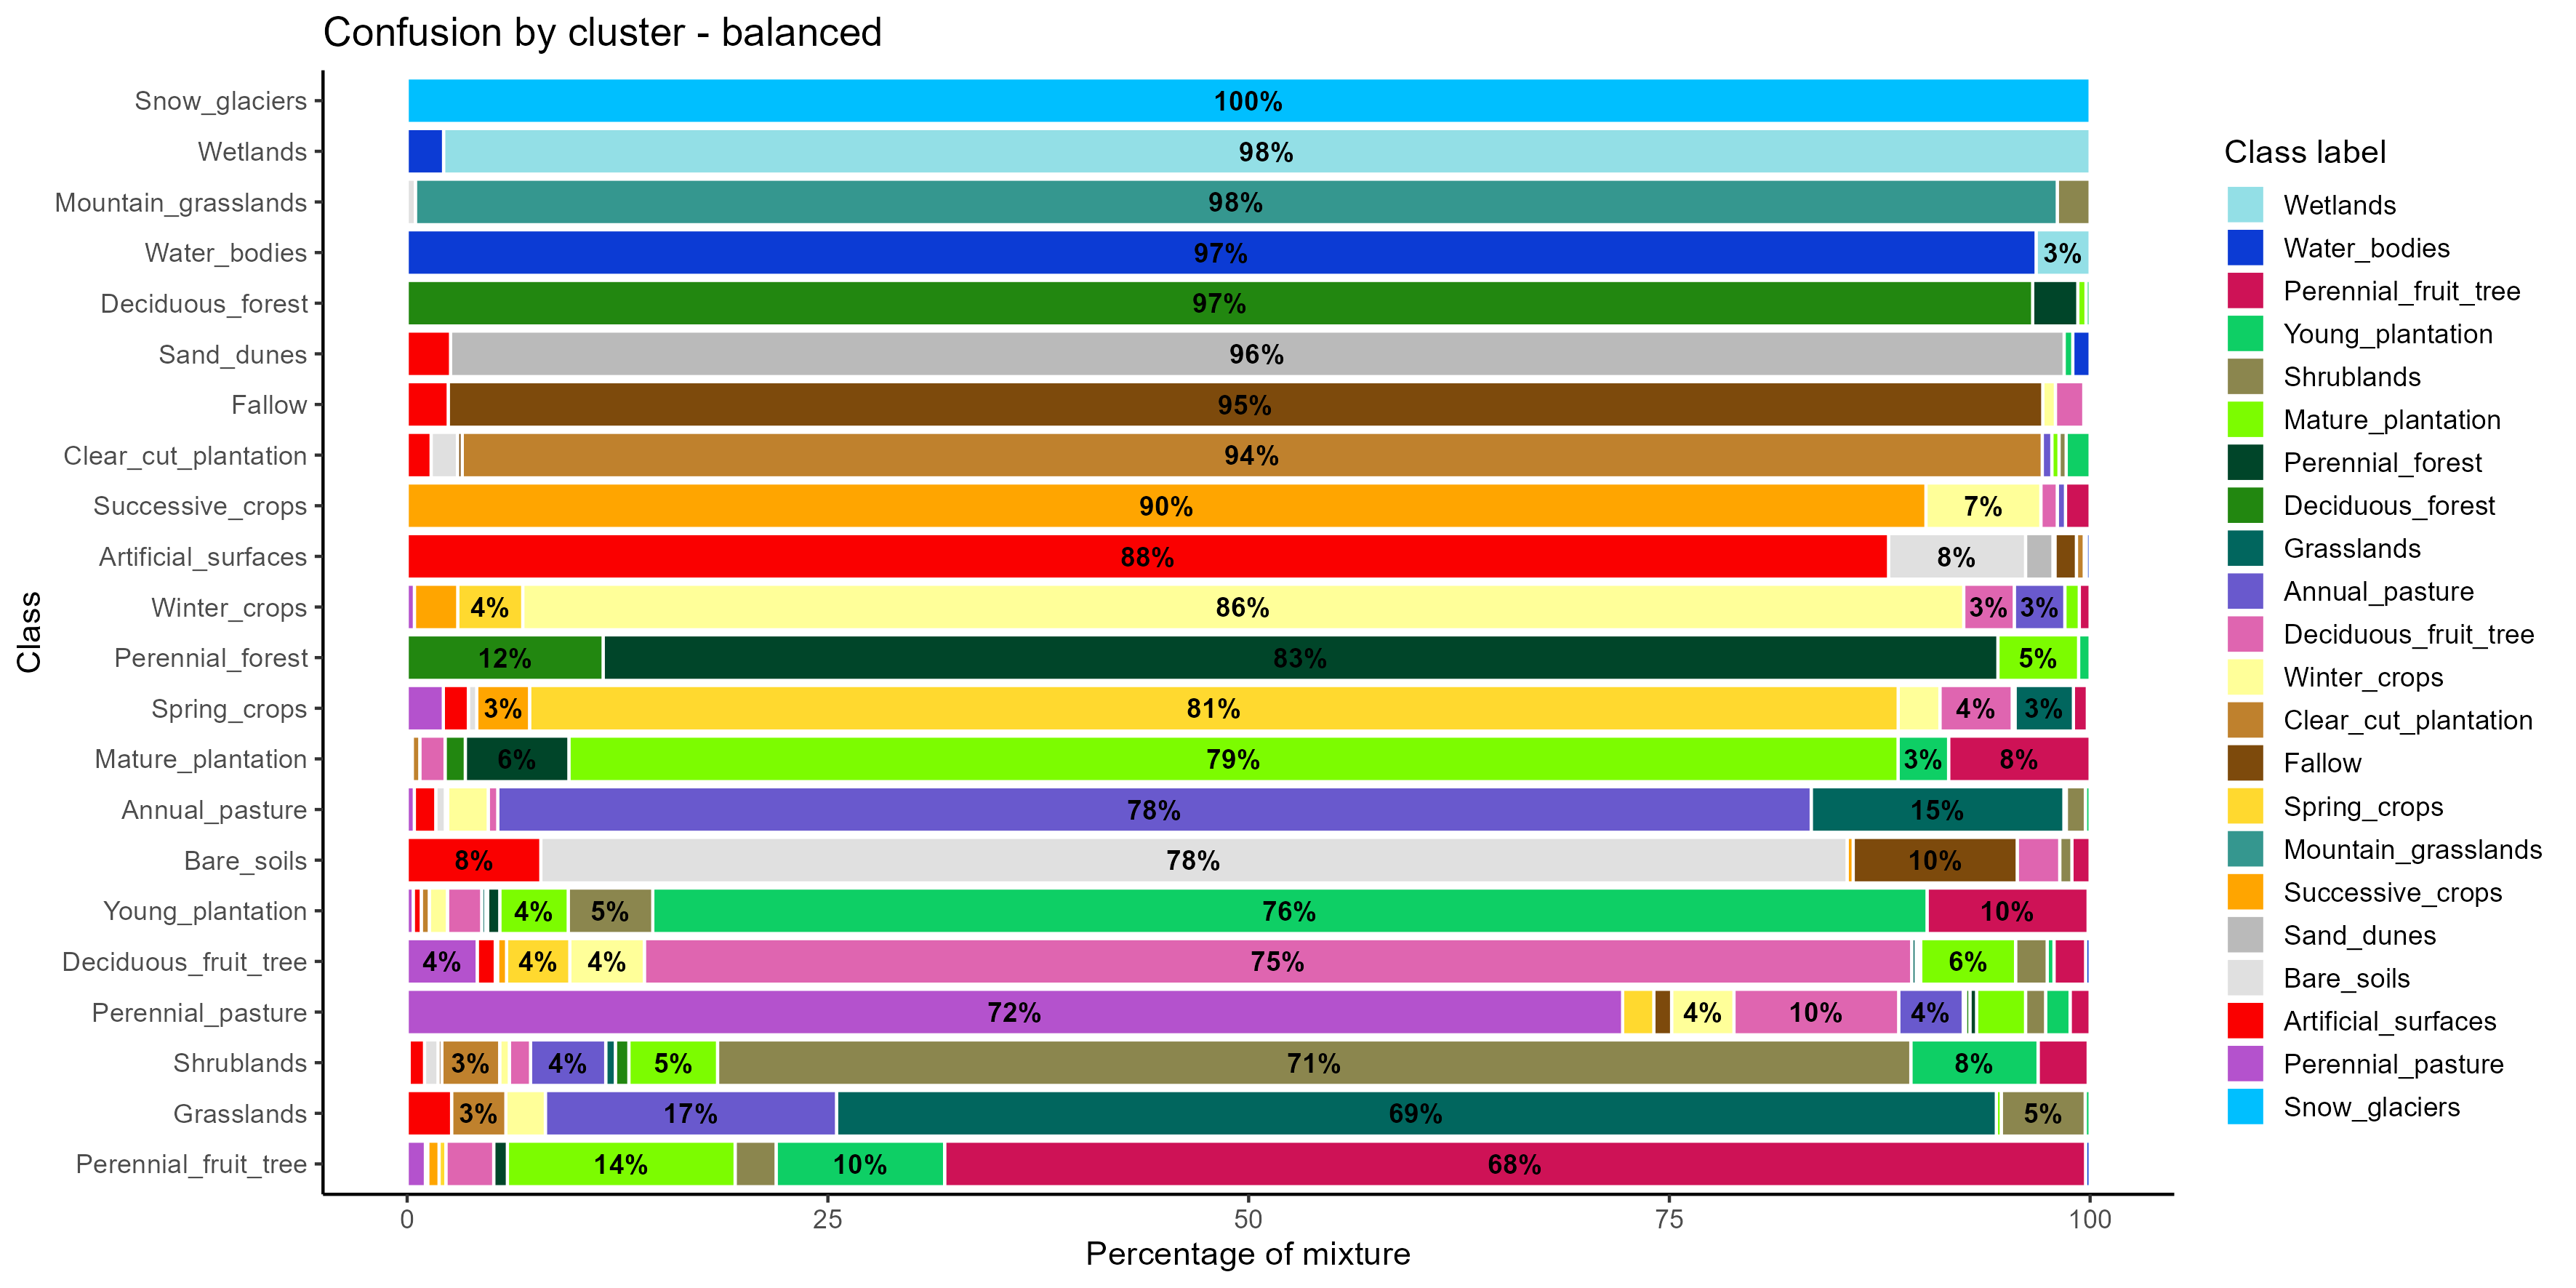 Confusion by cluster - balanced
Snow_glaciers 100%
Wetlands 98%
Mountain_grasslands 98%
Water_bodies 97% 3%
Deciduous_forest 97%
Sand_dunes 96%
Fallow 95%
Clear_cut_plantation 94%
Successive_crops 90% 7%
Artificial_surfaces 88% 8%
Winter_crops 4% 86% 3% 3%
Perennial_forest 12% 83% 5%
Spring_crops 3% 81% 4% 3%
Mature_plantation 6% 79% 3% 8%
Annual_pasture 78% 15%
Bare_soils 8% 78% 10%
Young_plantation 4% 5% 76% 10%
Deciduous_fruit_tree 4% 4% 4% 75% 6%
Perennial_pasture 72% 4% 10% 4%
Shrublands 3% 4% 5% 71% 8%
Grasslands 3% 17% 69% 5%
Perennial_fruit_tree 14% 10% 68%
0 25 50 75 100
Percentage of mixture
Class
Class label
Wetlands
Water_bodies
Perennial_fruit_tree
Young_plantation
Shrublands
Mature_plantation
Perennial_forest
Deciduous_forest
Grasslands
Annual_pasture
Deciduous_fruit_tree
Winter_crops
Clear_cut_plantation
Fallow
Spring_crops
Mountain_grasslands
Successive_crops
Sand_dunes
Bare_soils
Artificial_surfaces
Perennial_pasture
Snow_glaciers